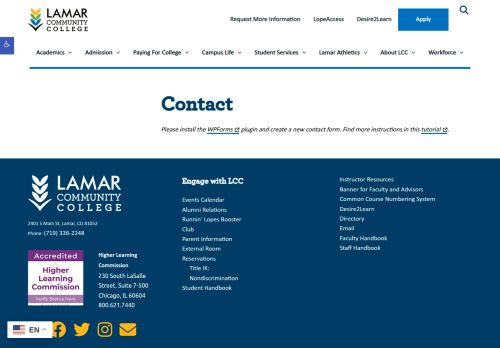 LAMAR
COMMUNITY
COLLEGE
Request More Information
LopeAccess
Desire2Learn
Apply
Academics
Admission
Paying For College
Campus Life
Student Services
Lamar Athletics
About LCC
Workforce
Contact
Please install the WPForms plugin and create a new contact form. Find more instructions in this tutorial.
LAMAR
COMMUNITY
COLLEGE
2401 S Main St, Lamar, CO 81052
Phone: (719) 336-2248
Accredited
Higher
Learning
Commission
Verify Status Here
Higher Learning
Commission
230 South LaSalle
Street, Suite 7-500
Chicago, IL 60604
800.621.7440
Engage with LCC
Events Calendar
Alumni Relations
Runnin' Lopes Booster
Club
Parent Information
External Room
Reservations
Title IX:
Nondiscrimination
Student Handbook
Instructor Resources
Banner for Faculty and Advisors
Common Course Numbering System
Desire2Learn
Directory
Email
Faculty Handbook
Staff Handbook
EN